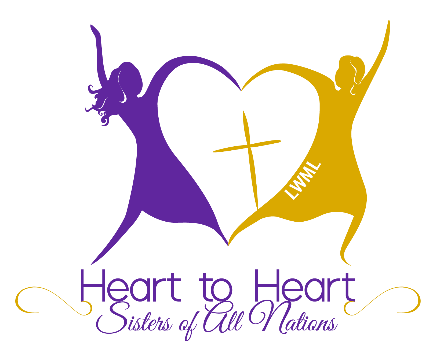 LWML
Heart to Heart
Sisters of All Nations